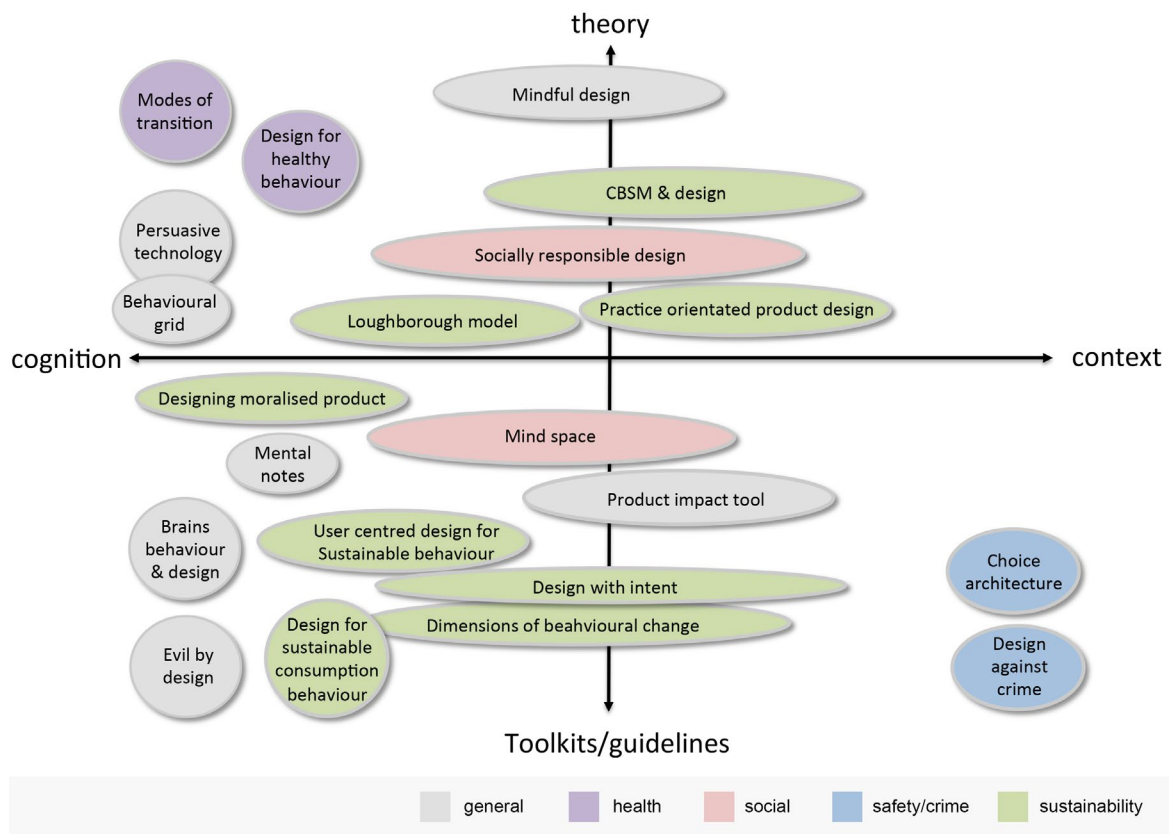 theory
Mindful design
Modes of
transition
Design for
healthy
behaviour
CBSM & design
Persuasive
technology
Socially responsible design
Behavioural
grid
Loughborough model
Practice orientated product design
cognition
context
Designing moralised product
Mind space
Mental
notes
Product impact tool
Brains
behaviour
& design
User centred design for
Sustainable behaviour
Choice
architecture
Design with intent
Dimensions of beahvioural change
Evil by
design
Design for
sustainable
consumption
behaviour
Design
against
crime
Toolkits/guidelines
general
health
social
safety/crime
sustainability